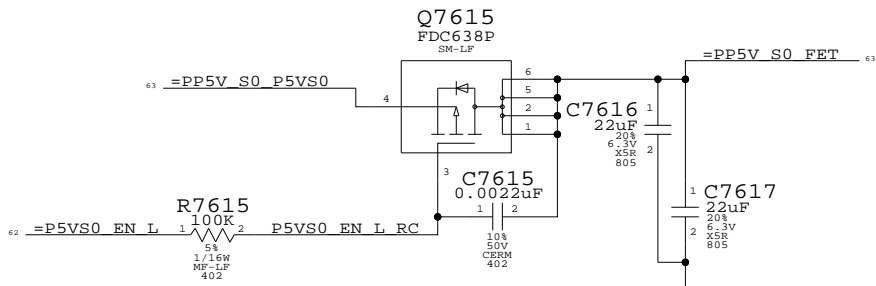 Q7615
FDC638P
SM-LF
63 =PP5V_S0_P5VS0
=PP5V_S0_FET 63
4
6
5
2
1
3
C7616
1
22uF
20%
6.3V
2
X5R
805
C7615
0.0022uF
1 2
10%
50V
CERM
402
C7617
1
22uF
20%
6.3V
2
X5R
805
R7615
100K
62 =P5VS0_EN_L 1 2 P5VS0_EN_L_RC
5%
1/16W
MF-LF
402